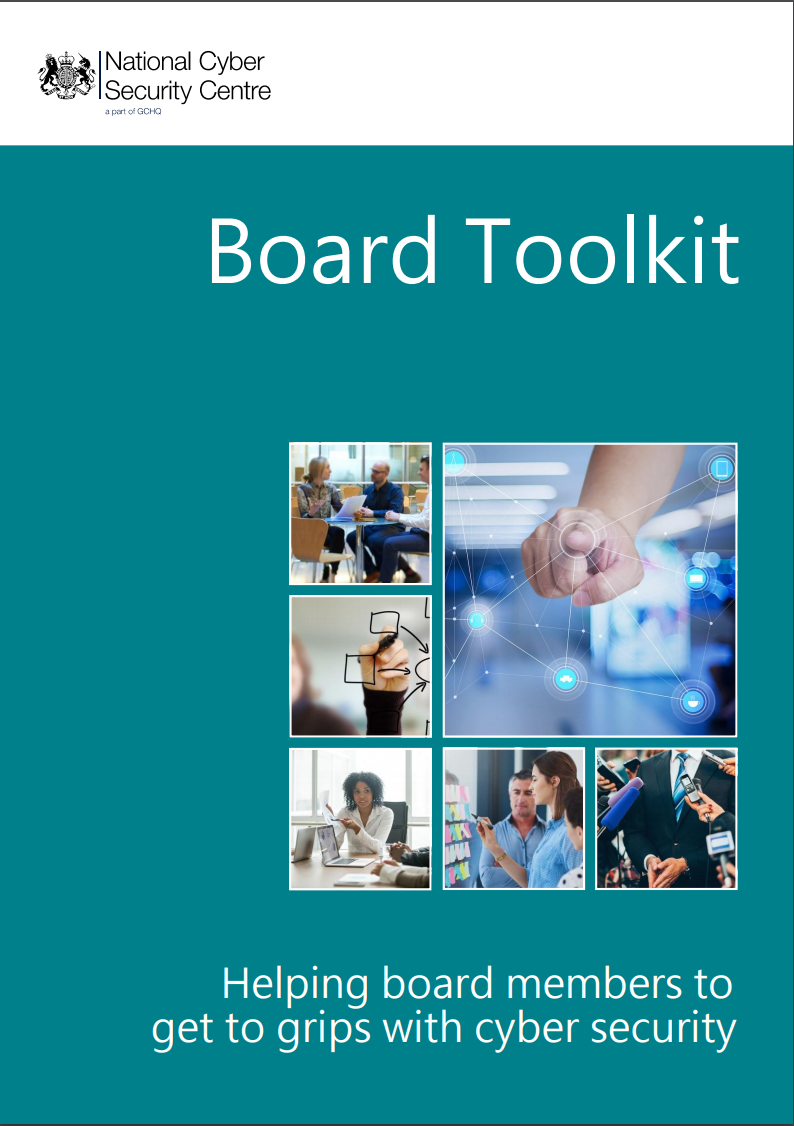 National Cyber
Security Centre
a part of GCHQ
Board Toolkit
Helping board members to
get to grips with cyber security